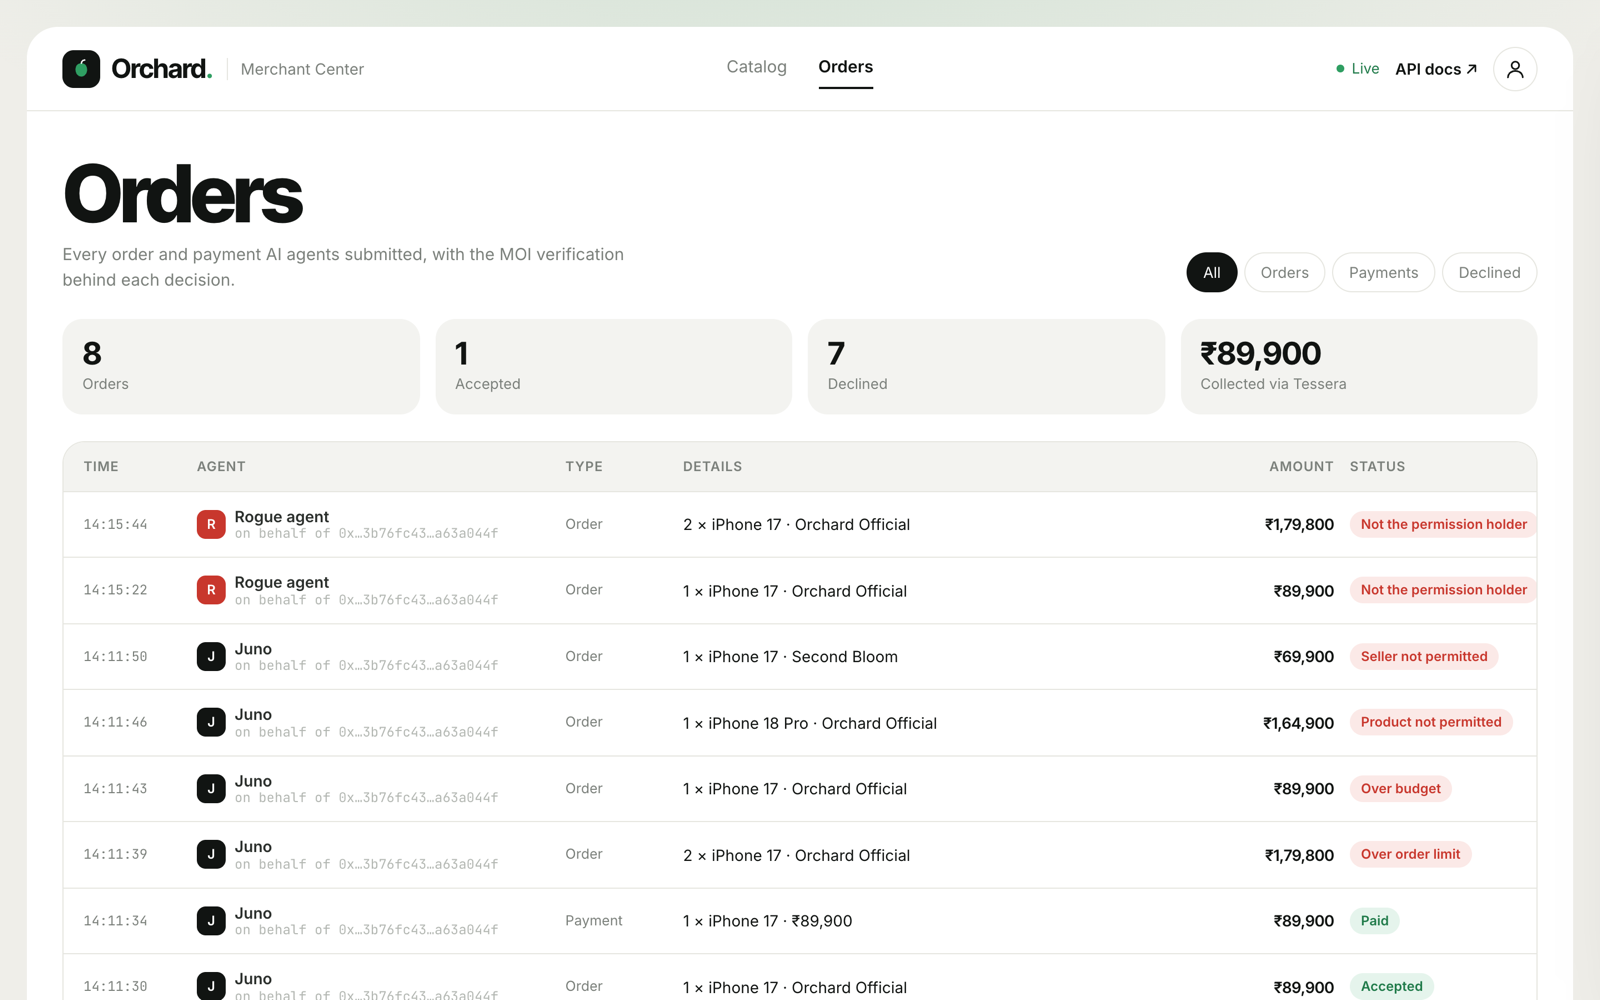 Orchard.
Merchant Center
Catalog
Orders
Live
API docs ↗
Orders
Every order and payment AI agents submitted, with the MOI verification
behind each decision.
All
Orders
Payments
Declined
8
Orders
1
Accepted
7
Declined
₹89,900
Collected via Tessera
TIME AGENT TYPE DETAILS AMOUNT STATUS
14:15:44 R Rogue agent Order 2 × iPhone 17 · Orchard Official ₹1,79,800 Not the permission holder
on behalf of 0x…3b76fc43…a63a044f
14:15:22 R Rogue agent Order 1 × iPhone 17 · Orchard Official ₹89,900 Not the permission holder
on behalf of 0x…3b76fc43…a63a044f
14:11:50 J Juno Order 1 × iPhone 17 · Second Bloom ₹69,900 Seller not permitted
on behalf of 0x…3b76fc43…a63a044f
14:11:46 J Juno Order 1 × iPhone 18 Pro · Orchard Official ₹1,64,900 Product not permitted
on behalf of 0x…3b76fc43…a63a044f
14:11:43 J Juno Order 1 × iPhone 17 · Orchard Official ₹89,900 Over budget
on behalf of 0x…3b76fc43…a63a044f
14:11:39 J Juno Order 2 × iPhone 17 · Orchard Official ₹1,79,800 Over order limit
on behalf of 0x…3b76fc43…a63a044f
14:11:34 J Juno Payment 1 × iPhone 17 · ₹89,900 ₹89,900 Paid
on behalf of 0x…3b76fc43…a63a044f
14:11:30 J Juno Order 1 × iPhone 17 · Orchard Official ₹89,900 Accepted
on behalf of 0x…3b76fc43…a63a044f